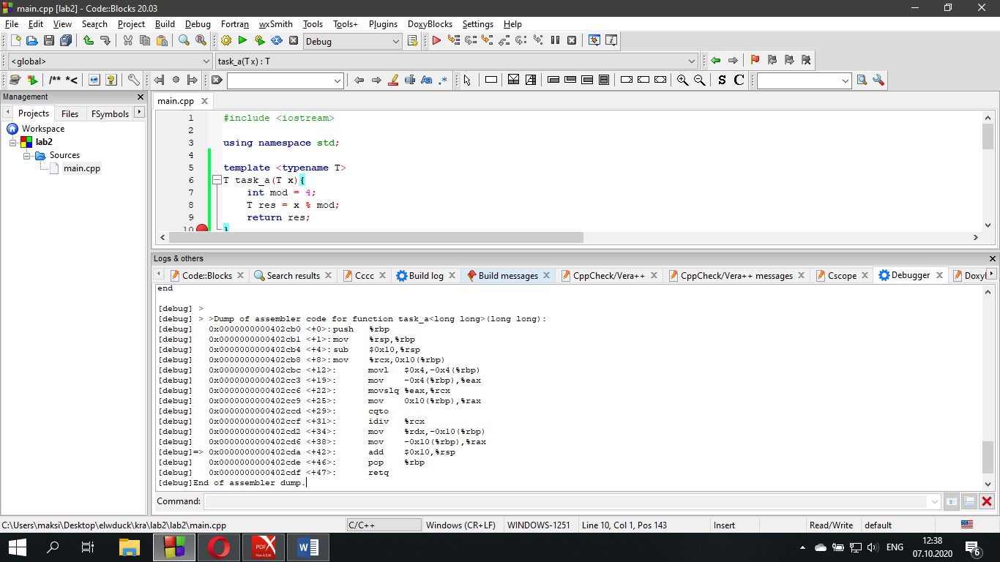 main.cpp [lab2] - Code::Blocks 20.03
File Edit View Search Project Build Debug Fortran wxSmith Tools Tools+ Plugins DoxyBlocks Settings Help
Debug
<global> task_a(T x) : T
/** *< Aa .* S C
Management
Projects Files FSymbols
Workspace
lab2
Sources
main.cpp
main.cpp
1 #include <iostream>
2
3 using namespace std;
4
5 template <typename T>
6 T task_a(T x){
7 int mod = 4;
8 T res = x % mod;
9 return res;
10 }
Logs & others
Code::Blocks Search results Cccc Build log Build messages CppCheck/Vera++ CppCheck/Vera++ messages Cscope Debugger Doxyl
end
[debug] >
[debug] > >Dump of assembler code for function task_a<long long>(long long):
[debug] 0x0000000000402cb0 <+0>: push %rbp
[debug] 0x0000000000402cb1 <+1>: mov %rsp,%rbp
[debug] 0x0000000000402cb4 <+4>: sub $0x10,%rsp
[debug] 0x0000000000402cb8 <+8>: mov %rcx,0x10(%rbp)
[debug] 0x0000000000402cbc <+12>: movl $0x4,-0x4(%rbp)
[debug] 0x0000000000402cc3 <+19>: mov -0x4(%rbp),%eax
[debug] 0x0000000000402cc6 <+22>: movslq %eax,%rcx
[debug] 0x0000000000402cc9 <+25>: mov 0x10(%rbp),%rax
[debug] 0x0000000000402ccd <+29>: cqto
[debug] 0x0000000000402ccf <+31>: idiv %rcx
[debug] 0x0000000000402cd2 <+34>: mov %rdx,-0x10(%rbp)
[debug] 0x0000000000402cd6 <+38>: mov -0x10(%rbp),%rax
[debug]=> 0x0000000000402cda <+42>: add $0x10,%rsp
[debug] 0x0000000000402cde <+46>: pop %rbp
[debug] 0x0000000000402cdf <+47>: retq
[debug]End of assembler dump.
Command:
C:\Users\maksi\Desktop\elwduck\kra\lab2\lab2\main.cpp C/C++ Windows (CR+LF) WINDOWS-1251 Line 10, Col 1, Pos 143 Insert Read/Write default
PDF X View & Edit W ENG 12:38
07.10.2020 6